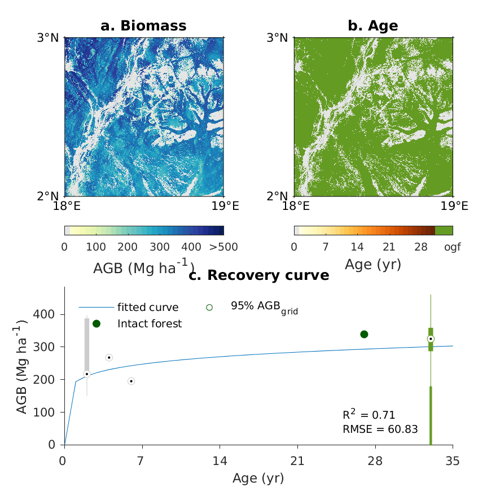 a. Biomass
b. Age
3°N
2°N
18°E
19°E
3°N
2°N
18°E
19°E
0 100 200 300 400 >500
AGB (Mg ha⁻¹)
0 7 14 21 28 ogf
Age (yr)
c. Recovery curve
fitted curve
95% AGB_grid
Intact forest
400
300
200
100
0
AGB (Mg ha⁻¹)
R² = 0.71
RMSE = 60.83
0 7 14 21 28 35
Age (yr)